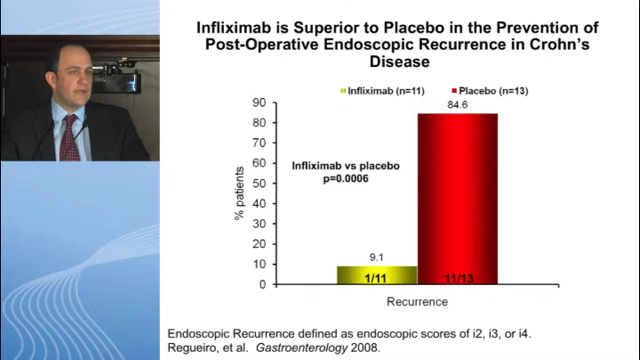 Infliximab is Superior to Placebo in the Prevention of
Post-Operative Endoscopic Recurrence in Crohn's
Disease
Infliximab (n=11) Placebo (n=13)
90
80
70
60
50
40
30
20
10
0
% patients
84.6
Infliximab vs placebo
p=0.0006
9.1
1/11 11/13
Recurrence
Endoscopic Recurrence defined as endoscopic scores of i2, i3, or i4.
Regueiro, et al. Gastroenterology 2008.